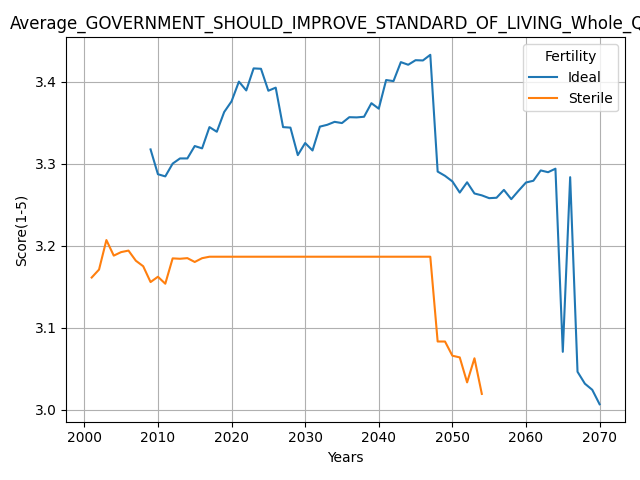 Average_GOVERNMENT_SHOULD_IMPROVE_STANDARD_OF_LIVING_Whole_
Fertility
Ideal
Sterile
3.4
3.3
3.2
3.1
3.0
Score(1-5)
2000 2010 2020 2030 2040 2050 2060 2070
Years